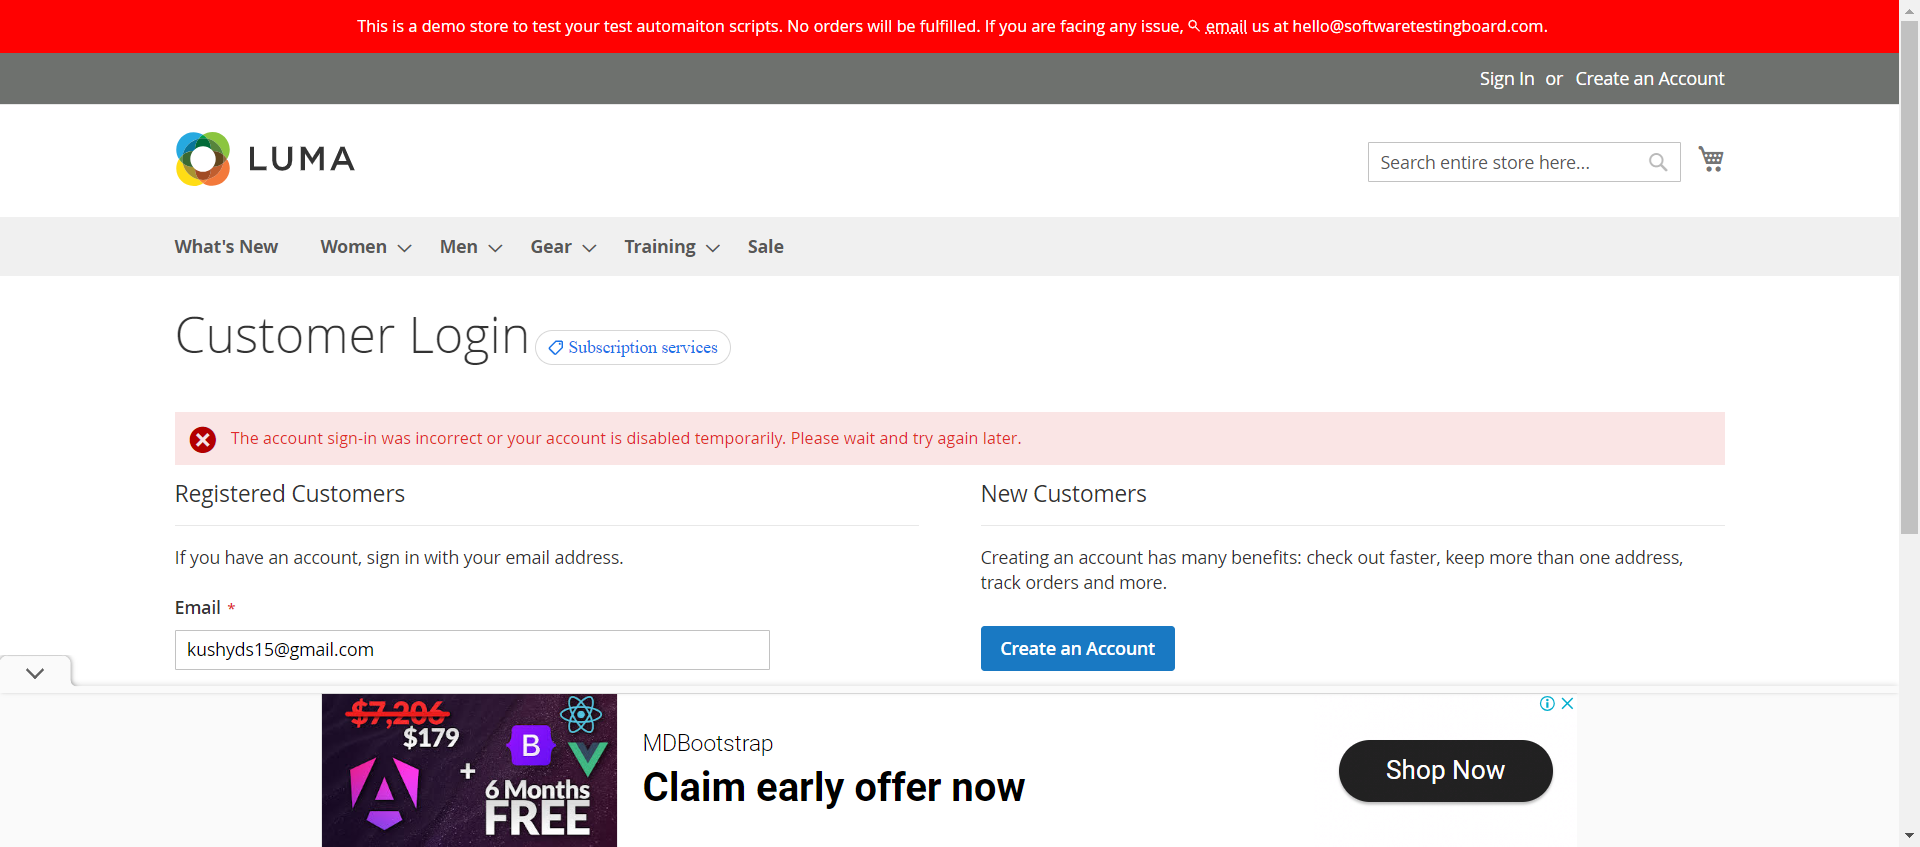 This is a demo store to test your test automaiton scripts. No orders will be fulfilled. If you are facing any issue, email us at hello@softwaretestingboard.com.
Sign In or Create an Account
LUMA
Search entire store here...
What's New Women Men Gear Training Sale
Customer Login Subscription services
The account sign-in was incorrect or your account is disabled temporarily. Please wait and try again later.
Registered Customers
If you have an account, sign in with your email address.
Email *
kushyds15@gmail.com
New Customers
Creating an account has many benefits: check out faster, keep more than one address,
track orders and more.
Create an Account
$7,206
$179
B
+
6 Months
FREE
MDBootstrap
Claim early offer now
Shop Now